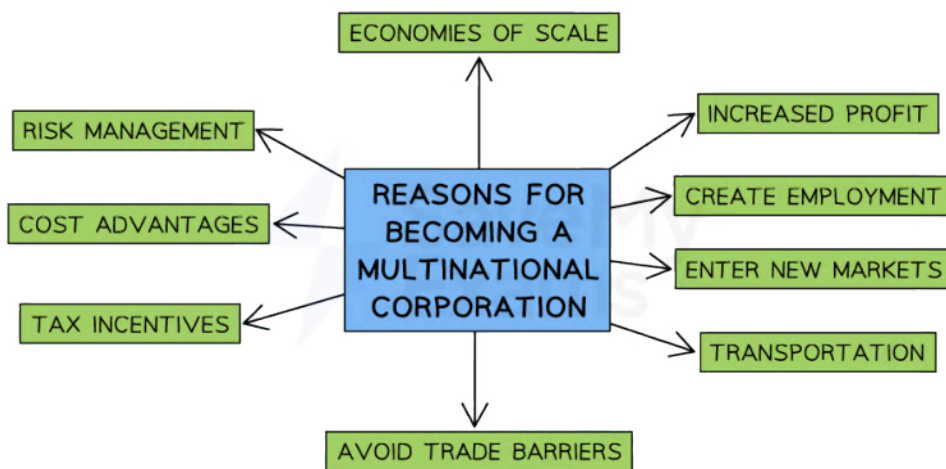 ECONOMIES OF SCALE
RISK MANAGEMENT
INCREASED PROFIT
REASONS FOR
BECOMING A
MULTINATIONAL
CORPORATION
CREATE EMPLOYMENT
COST ADVANTAGES
ENTER NEW MARKETS
TAX INCENTIVES
TRANSPORTATION
AVOID TRADE BARRIERS